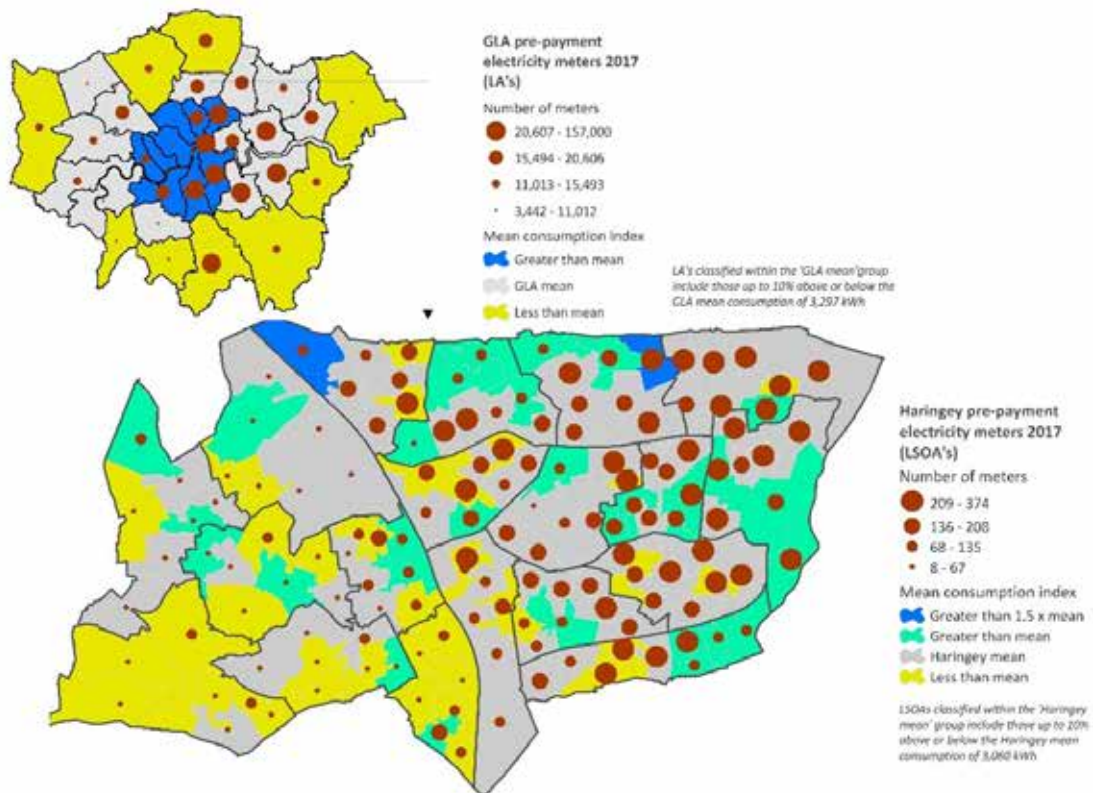 GLA pre-payment
electricity meters 2017
(LA's)
Number of meters
20,607 - 157,000
15,494 - 20,606
11,013 - 15,493
3,442 - 11,012
Mean consumption index
Greater than mean
GLA mean
Less than mean
LA's classified within the 'GLA mean'group
include those up to 10% above or below the
GLA mean consumption of 3,297 kWh
Haringey pre-payment
electricity meters 2017
(LSOA's)
Number of meters
209 - 374
136 - 208
68 - 135
8 - 67
Mean consumption index
Greater than 1.5 x mean
Greater than mean
Haringey mean
Less than mean
LSOAs classified within the 'Haringey
mean' group include those up to 10%
above or below the Haringey mean
consumption of 3,060 kWh